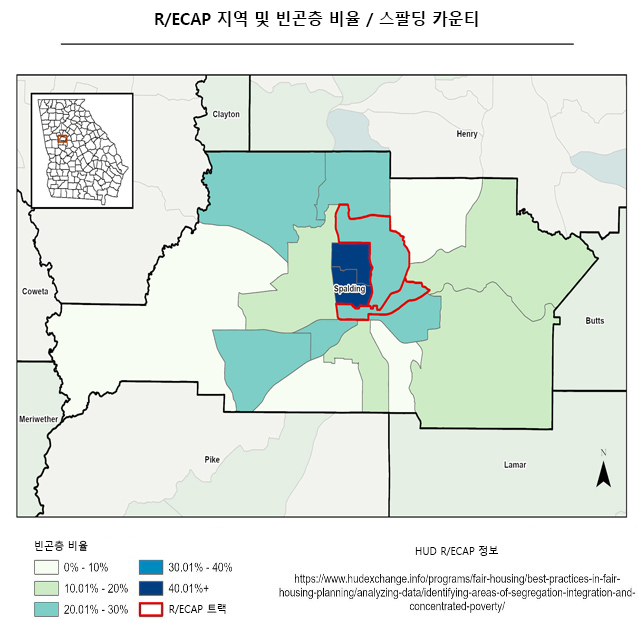 R/ECAP 지역 및 빈곤층 비율 / 스팔딩 카운티
Clayton
Henry
Spalding
Coweta
Butts
Meriwether
Pike
Lamar
N
빈곤층 비율
0% - 10%
10.01% - 20%
20.01% - 30%
30.01% - 40%
40.01%+
R/ECAP 트랙
HUD R/ECAP 정보
https://www.hudexchange.info/programs/fair-housing/best-practices-in-fair-
housing-planning/analyzing-data/identifying-areas-of-segregation-integration-and-
concentrated-poverty/